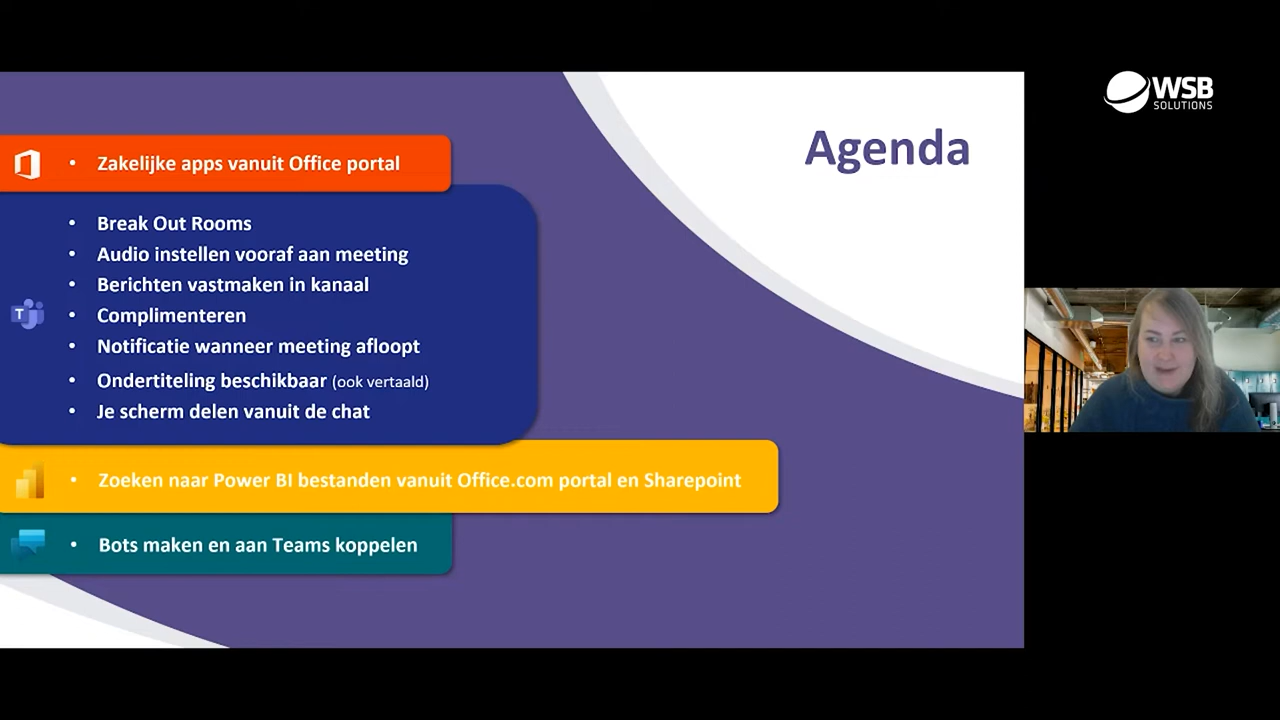 WSB
SOLUTIONS
Agenda
• Zakelijke apps vanuit Office portal
• Break Out Rooms
• Audio instellen vooraf aan meeting
• Berichten vastmaken in kanaal
• Complimenteren
• Notificatie wanneer meeting afloopt
• Ondertiteling beschikbaar (ook vertaald)
• Je scherm delen vanuit de chat
T
• Zoeken naar Power BI bestanden vanuit Office.com portal en Sharepoint
• Bots maken en aan Teams koppelen